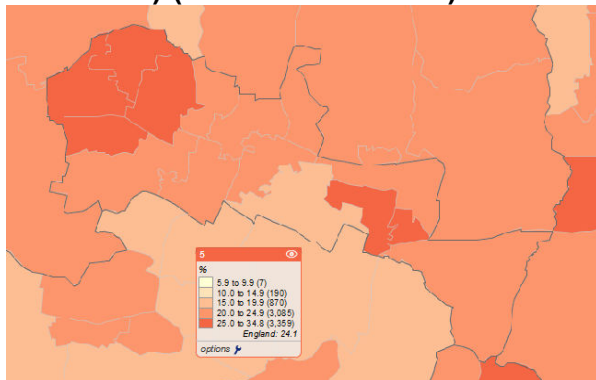 5
%
5.9 to 9.9 (7)
10.0 to 14.9 (190)
15.0 to 19.9 (870)
20.0 to 24.9 (3,085)
25.0 to 34.8 (3,359)
England: 24.1
options